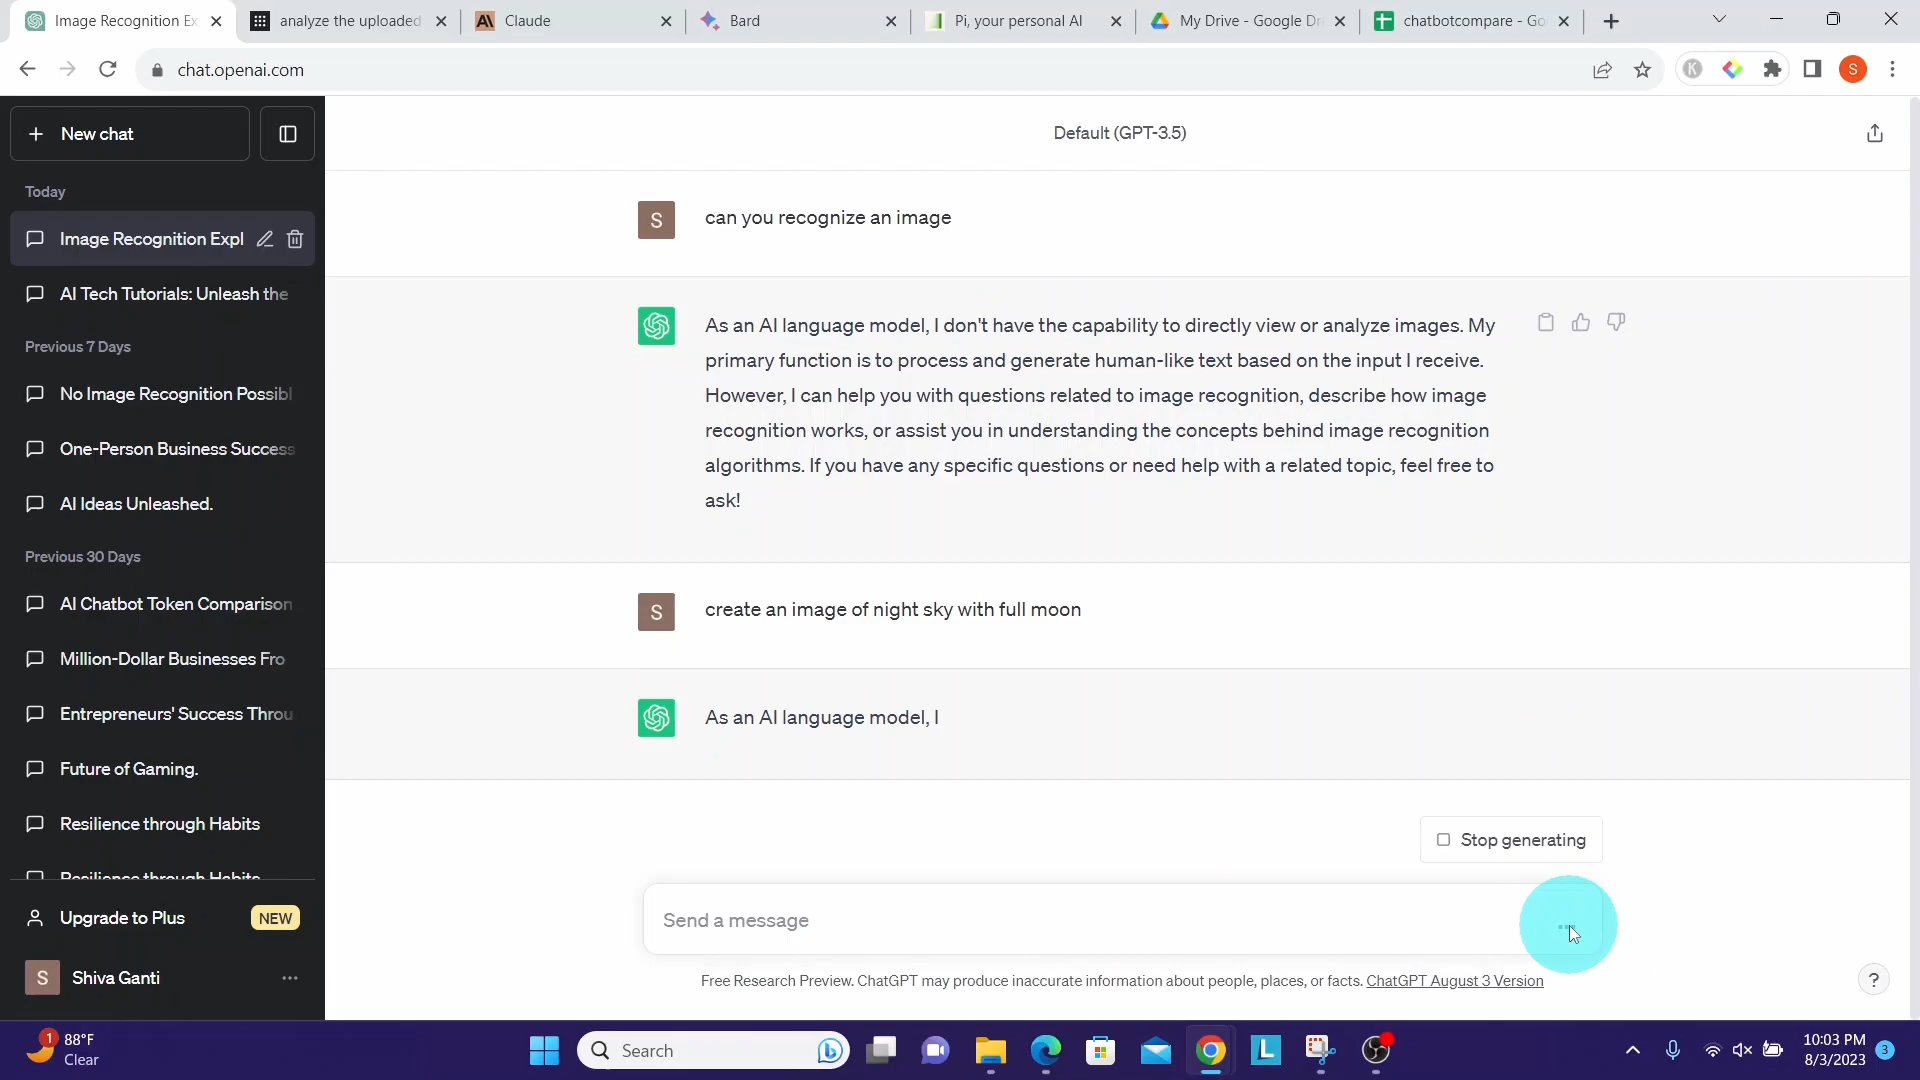 Image Recognition Ex
analyze the uploaded
Claude
Bard
Pi, your personal AI
My Drive - Google Dr
chatbotcompare - Go
chat.openai.com
K
S
New chat
Default (GPT-3.5)
Today
Image Recognition Expl
AI Tech Tutorials: Unleash the
Previous 7 Days
No Image Recognition Possibl
One-Person Business Success
AI Ideas Unleashed.
Previous 30 Days
AI Chatbot Token Comparison
Million-Dollar Businesses Fro
Entrepreneurs' Success Throu
Future of Gaming.
Resilience through Habits
Resilience through Habits
Upgrade to Plus NEW
S Shiva Ganti
S can you recognize an image
As an AI language model, I don't have the capability to directly view or analyze images. My
primary function is to process and generate human-like text based on the input I receive.
However, I can help you with questions related to image recognition, describe how image
recognition works, or assist you in understanding the concepts behind image recognition
algorithms. If you have any specific questions or need help with a related topic, feel free to
ask!
S create an image of night sky with full moon
As an AI language model, I
Stop generating
Send a message
Free Research Preview. ChatGPT may produce inaccurate information about people, places, or facts. ChatGPT August 3 Version
?
1
88°F
Clear
Search
L
10:03 PM
8/3/2023
3